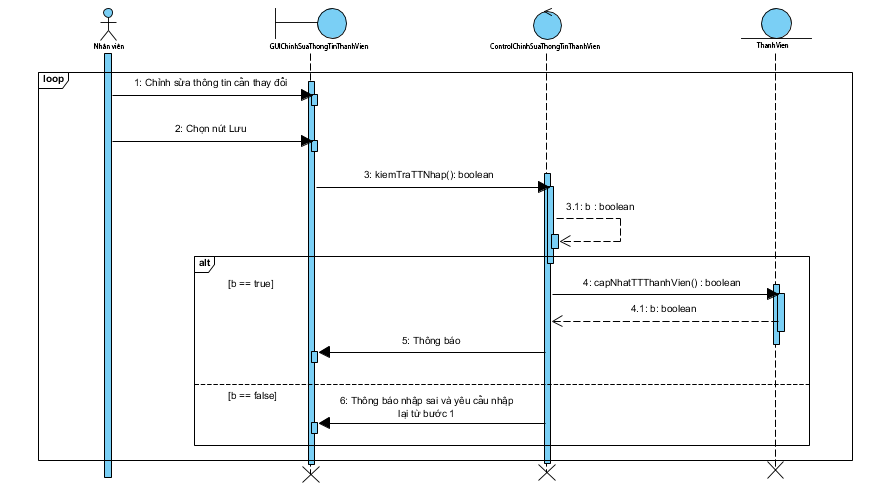 Nhân viên
GUIChinhSuaThongTinThanhVien
ControlChinhSuaThongTinThanhVien
ThanhVien
loop
1: Chỉnh sửa thông tin cần thay đổi
2: Chọn nút Lưu
3: kiemTraTTNhap(): boolean
3.1: b : boolean
alt
[b == true]
4: capNhatTTThanhVien() : boolean
4.1: b: boolean
5: Thông báo
[b == false]
6: Thông báo nhập sai và yêu cầu nhập
lại từ bước 1